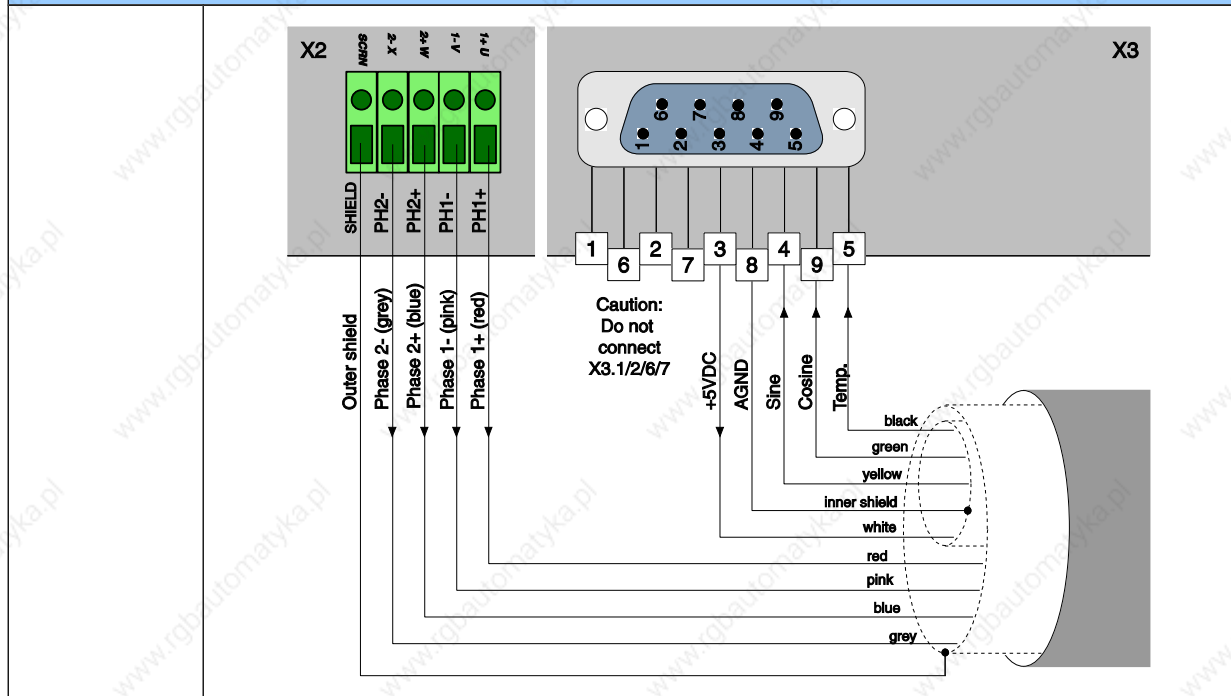 X2
SCRN
2- X
2+ W
1- V
1+ U
X3
6 7 8 9
1 2 3 4 5
SHIELD
PH2-
PH2+
PH1-
PH1+
1 2 3 4 5
6 7 8 9
Caution:
Do not
connect
X3.1/2/6/7
Outer shield
Phase 2- (grey)
Phase 2+ (blue)
Phase 1- (pink)
Phase 1+ (red)
+5VDC
AGND
Sine
Cosine
Temp.
black
green
yellow
inner shield
white
red
pink
blue
grey
www.rgbautomatyka.pl